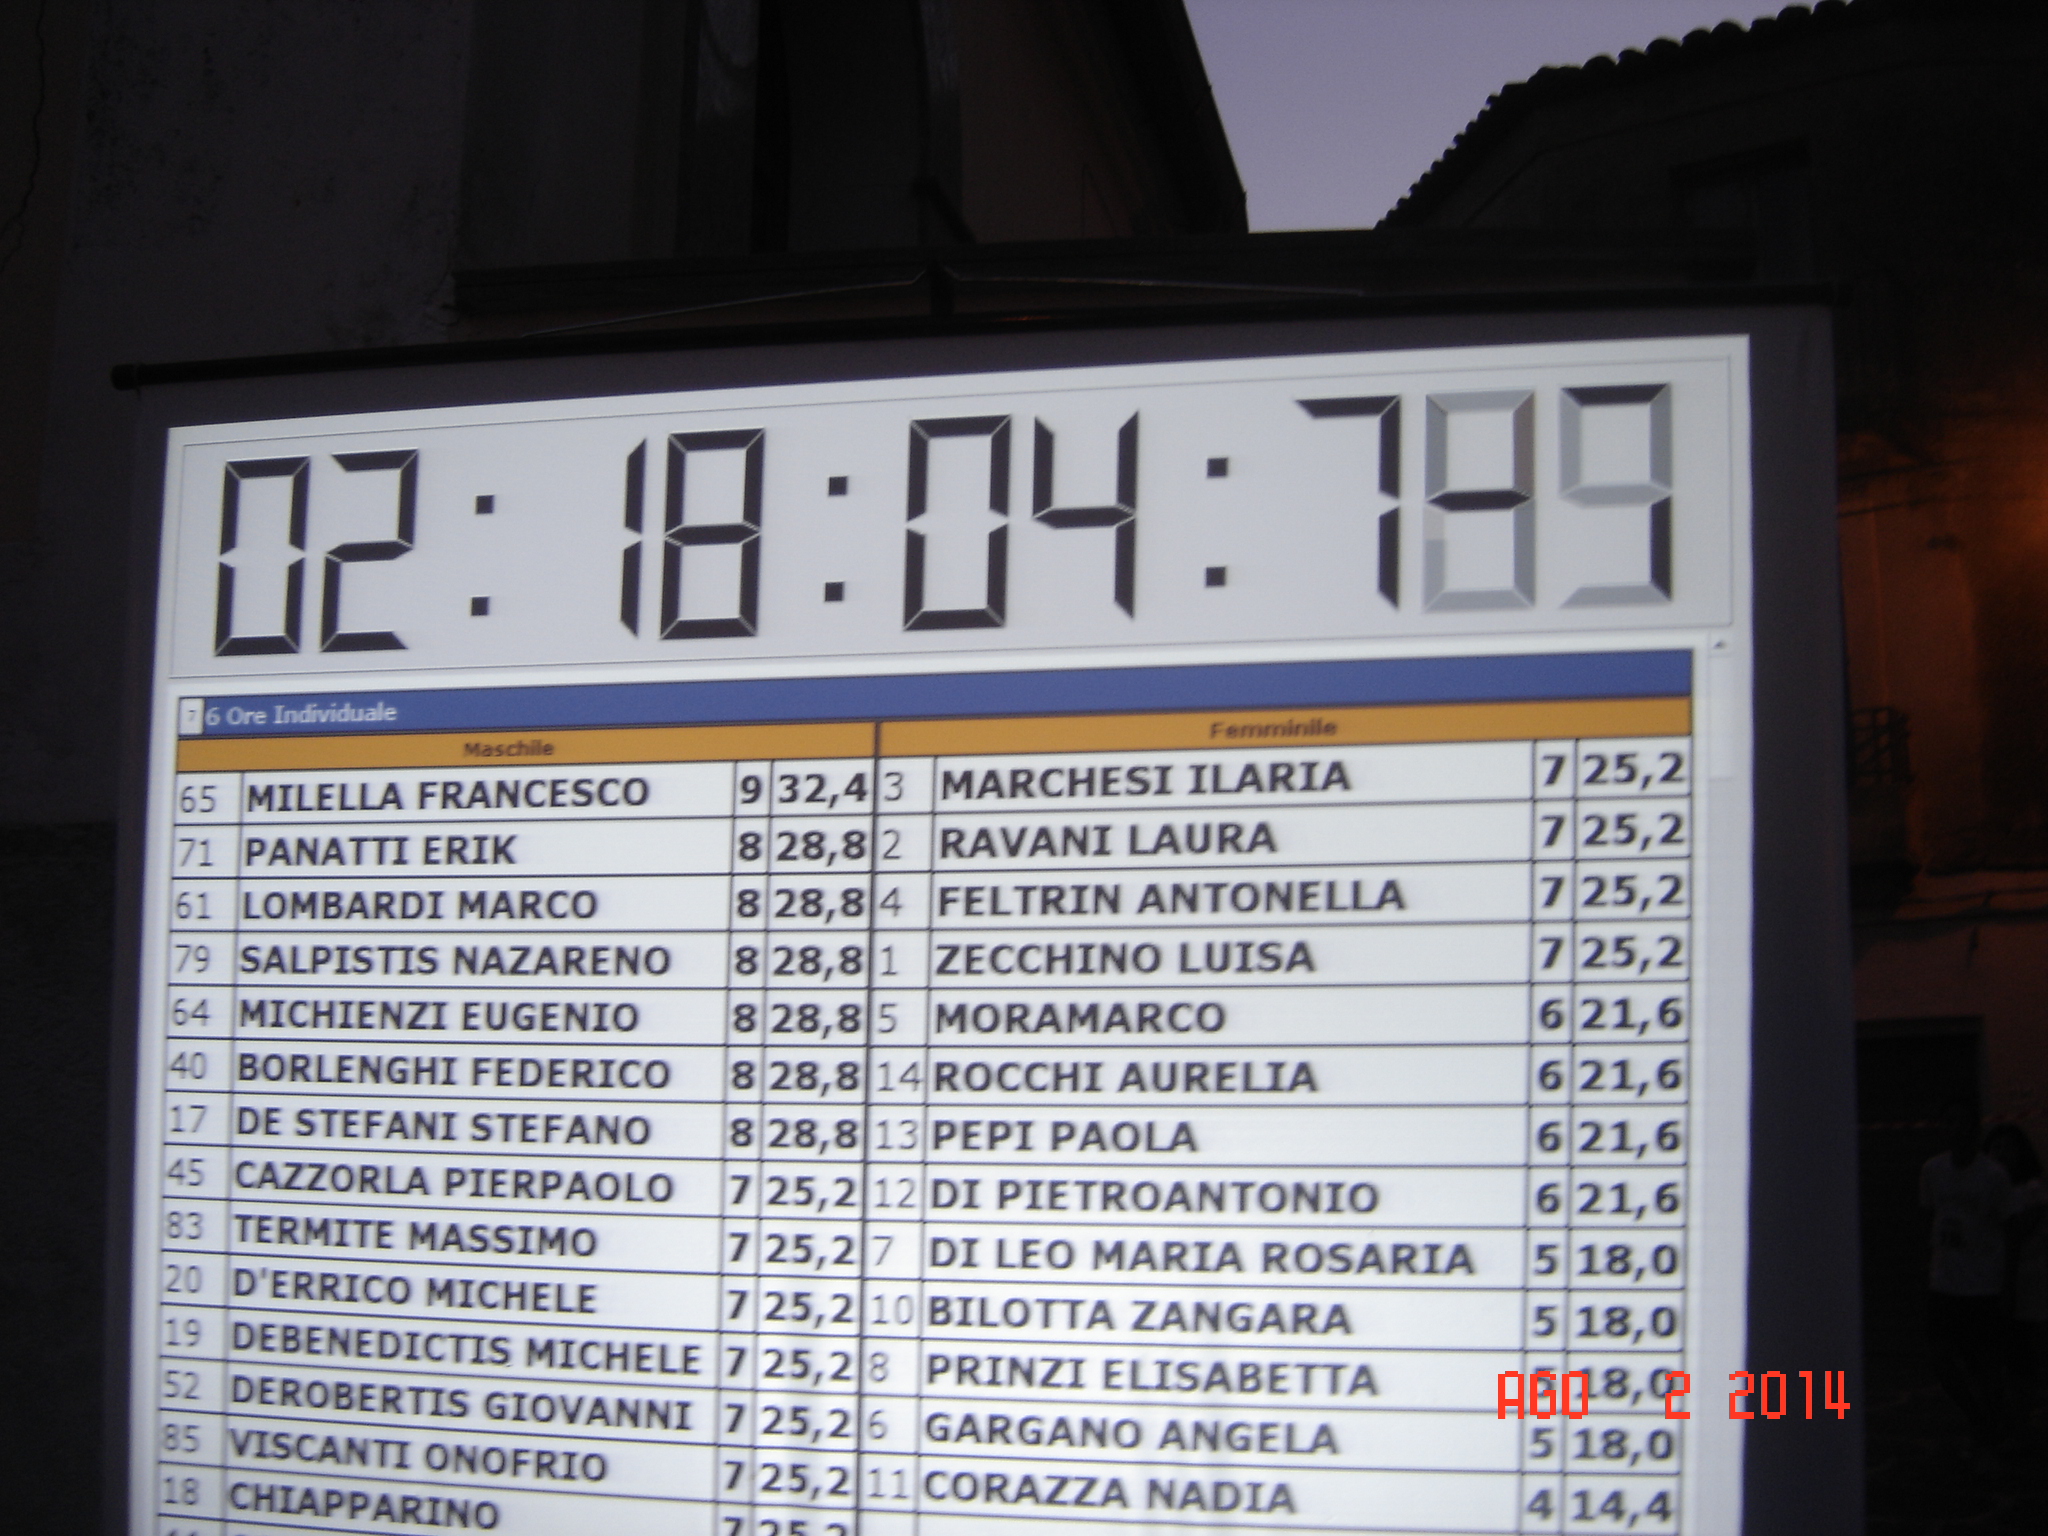 02:18:04:7
6 Ore Individuale
Maschile Femminile
65 MILELLA FRANCESCO 9 32,4 3 MARCHESI ILARIA 7 25,2
71 PANATTI ERIK 8 28,8 2 RAVANI LAURA 7 25,2
61 LOMBARDI MARCO 8 28,8 4 FELTRIN ANTONELLA 7 25,2
79 SALPISTIS NAZARENO 8 28,8 1 ZECCHINO LUISA 7 25,2
64 MICHIENZI EUGENIO 8 28,8 5 MORAMARCO 6 21,6
40 BORLENGHI FEDERICO 8 28,8 14 ROCCHI AURELIA 6 21,6
17 DE STEFANI STEFANO 8 28,8 13 PEPI PAOLA 6 21,6
45 CAZZORLA PIERPAOLO 7 25,2 12 DI PIETROANTONIO 6 21,6
83 TERMITE MASSIMO 7 25,2 7 DI LEO MARIA ROSARIA 5 18,0
20 D'ERRICO MICHELE 7 25,2 10 BILOTTA ZANGARA 5 18,0
19 DEBENEDICTIS MICHELE 7 25,2 8 PRINZI ELISABETTA 5 18,0
52 DEROBERTIS GIOVANNI 7 25,2 6 GARGANO ANGELA 5 18,0
85 VISCANTI ONOFRIO 7 25,2 11 CORAZZA NADIA 4 14,4
18 CHIAPPARINO 7 25,2
AGO 2 2014